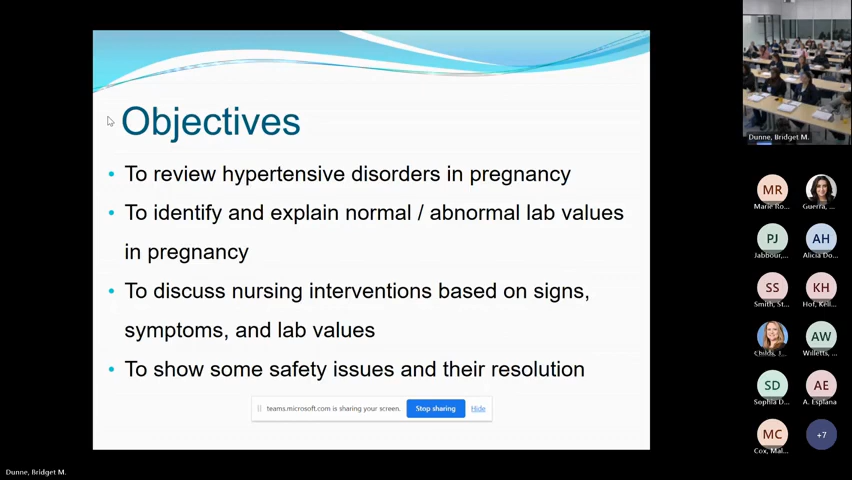 Objectives
• To review hypertensive disorders in pregnancy
• To identify and explain normal / abnormal lab values
in pregnancy
• To discuss nursing interventions based on signs,
symptoms, and lab values
• To show some safety issues and their resolution
teams.microsoft.com is sharing your screen. Stop sharing Hide
Dunne, Bridget M.
MR
Marie Ro... Guerra, ...
PJ AH
Jabbour,... Alicia Do...
SS KH
Smith, St... Hof, Kell...
Childs, J...
AW
Willetts, ...
SD AE
Sophia D... A. Esplana
MC +7
Cox, Mal...
Dunne, Bridget M.